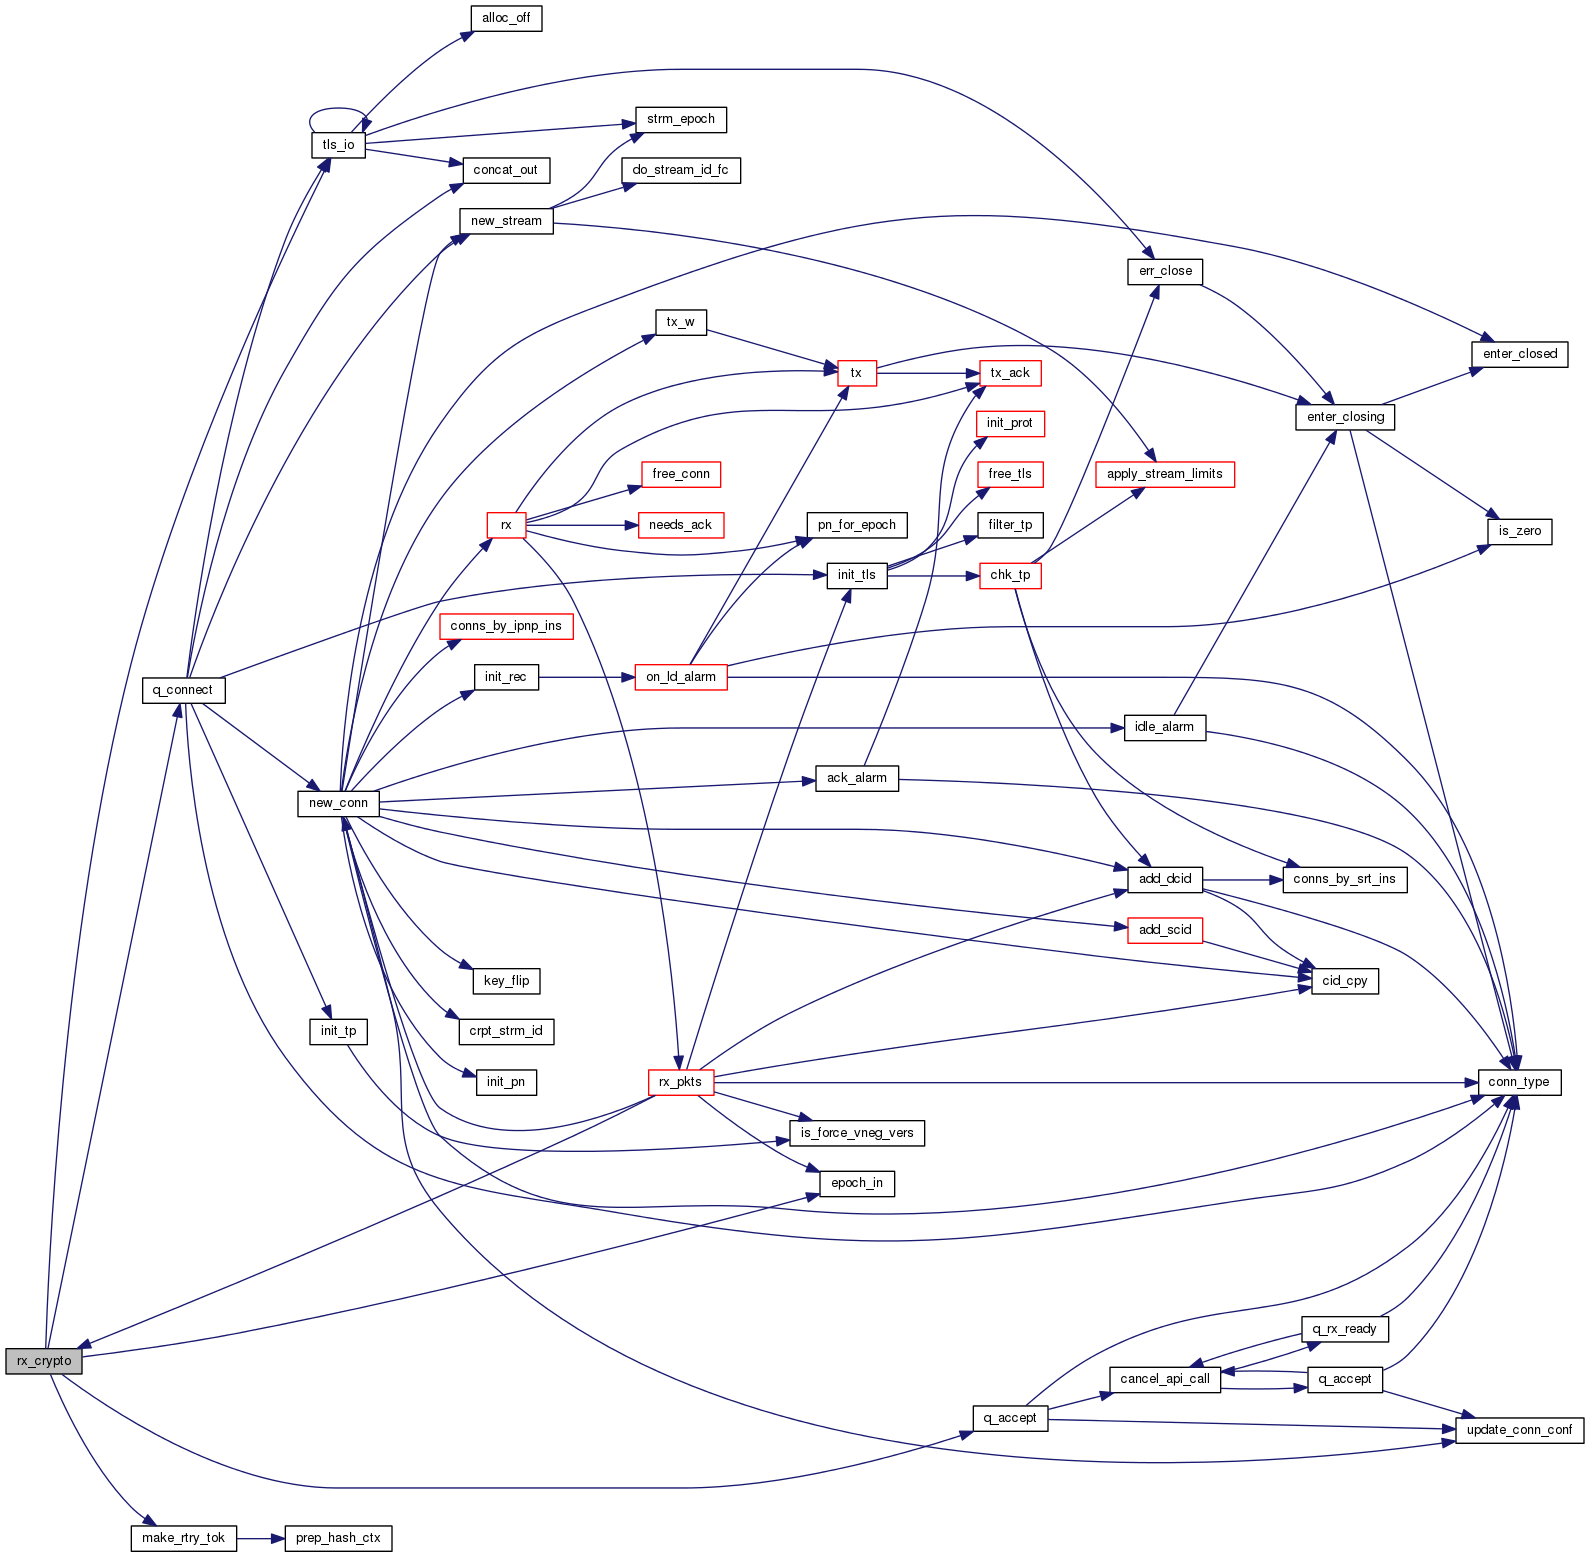 alloc_off
strm_epoch
tls_io
concat_out
do_stream_id_fc
new_stream
err_close
tx_w
enter_closed
tx
tx_ack
enter_closing
init_prot
free_conn
free_tls
apply_stream_limits
rx
needs_ack
pn_for_epoch
filter_tp
is_zero
init_tls
chk_tp
conns_by_ipnp_ins
q_connect
init_rec
on_ld_alarm
idle_alarm
ack_alarm
new_conn
add_dcid
conns_by_srt_ins
add_scid
key_flip
cid_cpy
init_tp
crpt_strm_id
init_pn
rx_pkts
conn_type
is_force_vneg_vers
epoch_in
q_rx_ready
rx_crypto
cancel_api_call
q_accept
q_accept
update_conn_conf
make_rtry_tok
prep_hash_ctx